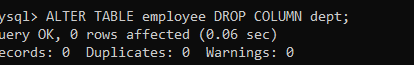 ysql> ALTER TABLE employee DROP COLUMN dept;
uery OK, 0 rows affected (0.06 sec)
ecords: 0  Duplicates: 0  Warnings: 0